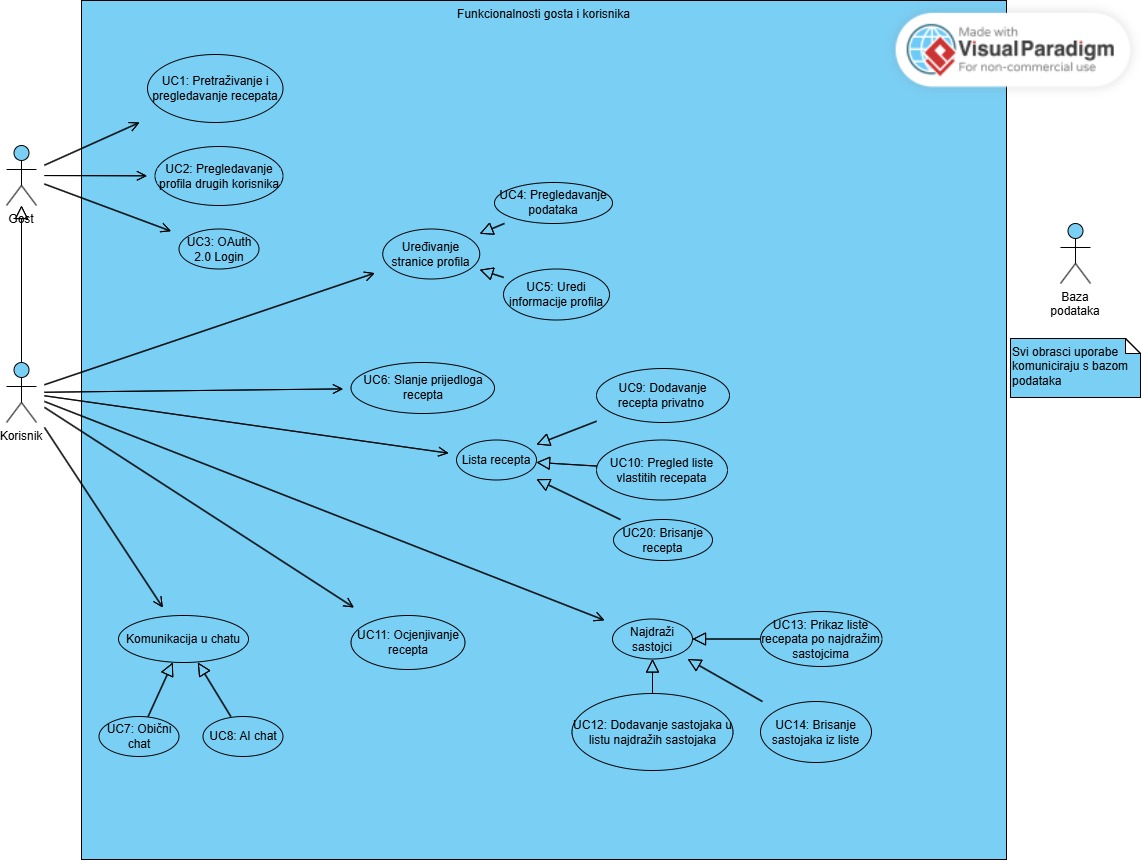 Funkcionalnosti gosta i korisnika
Made with
VisualParadigm
For non-commercial use
UC1: Pretraživanje i
pregledavanje recepata
Gost
UC2: Pregledavanje
profila drugih korisnika
UC3: OAuth
2.0 Login
UC4: Pregledavanje
podataka
Uređivanje
stranice profila
UC5: Uredi
informacije profila
Baza
podataka
Svi obrasci uporabe
komuniciraju s bazom
podataka
Korisnik
UC6: Slanje prijedloga
recepta
UC9: Dodavanje
recepta privatno
Lista recepta
UC10: Pregled liste
vlastitih recepata
UC20: Brisanje
recepta
Komunikacija u chatu
UC11: Ocjenjivanje
recepta
Najdraži
sastojci
UC13: Prikaz liste
recepata po najdražim
sastojcima
UC7: Obični
chat
UC8: AI chat
UC12: Dodavanje sastojaka u
listu najdražih sastojaka
UC14: Brisanje
sastojaka iz liste